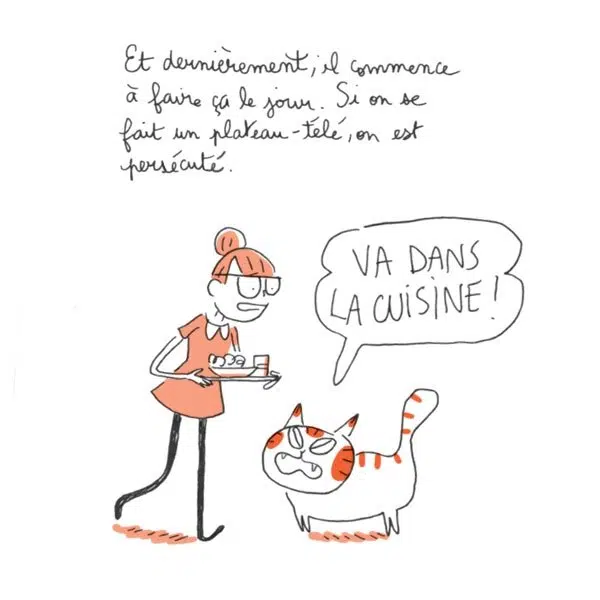 Et dernièrement, il commence
à faire ça le jour. Si on se
fait un plateau-télé, on est
persécuté.
VA DANS
LA CUISINE !